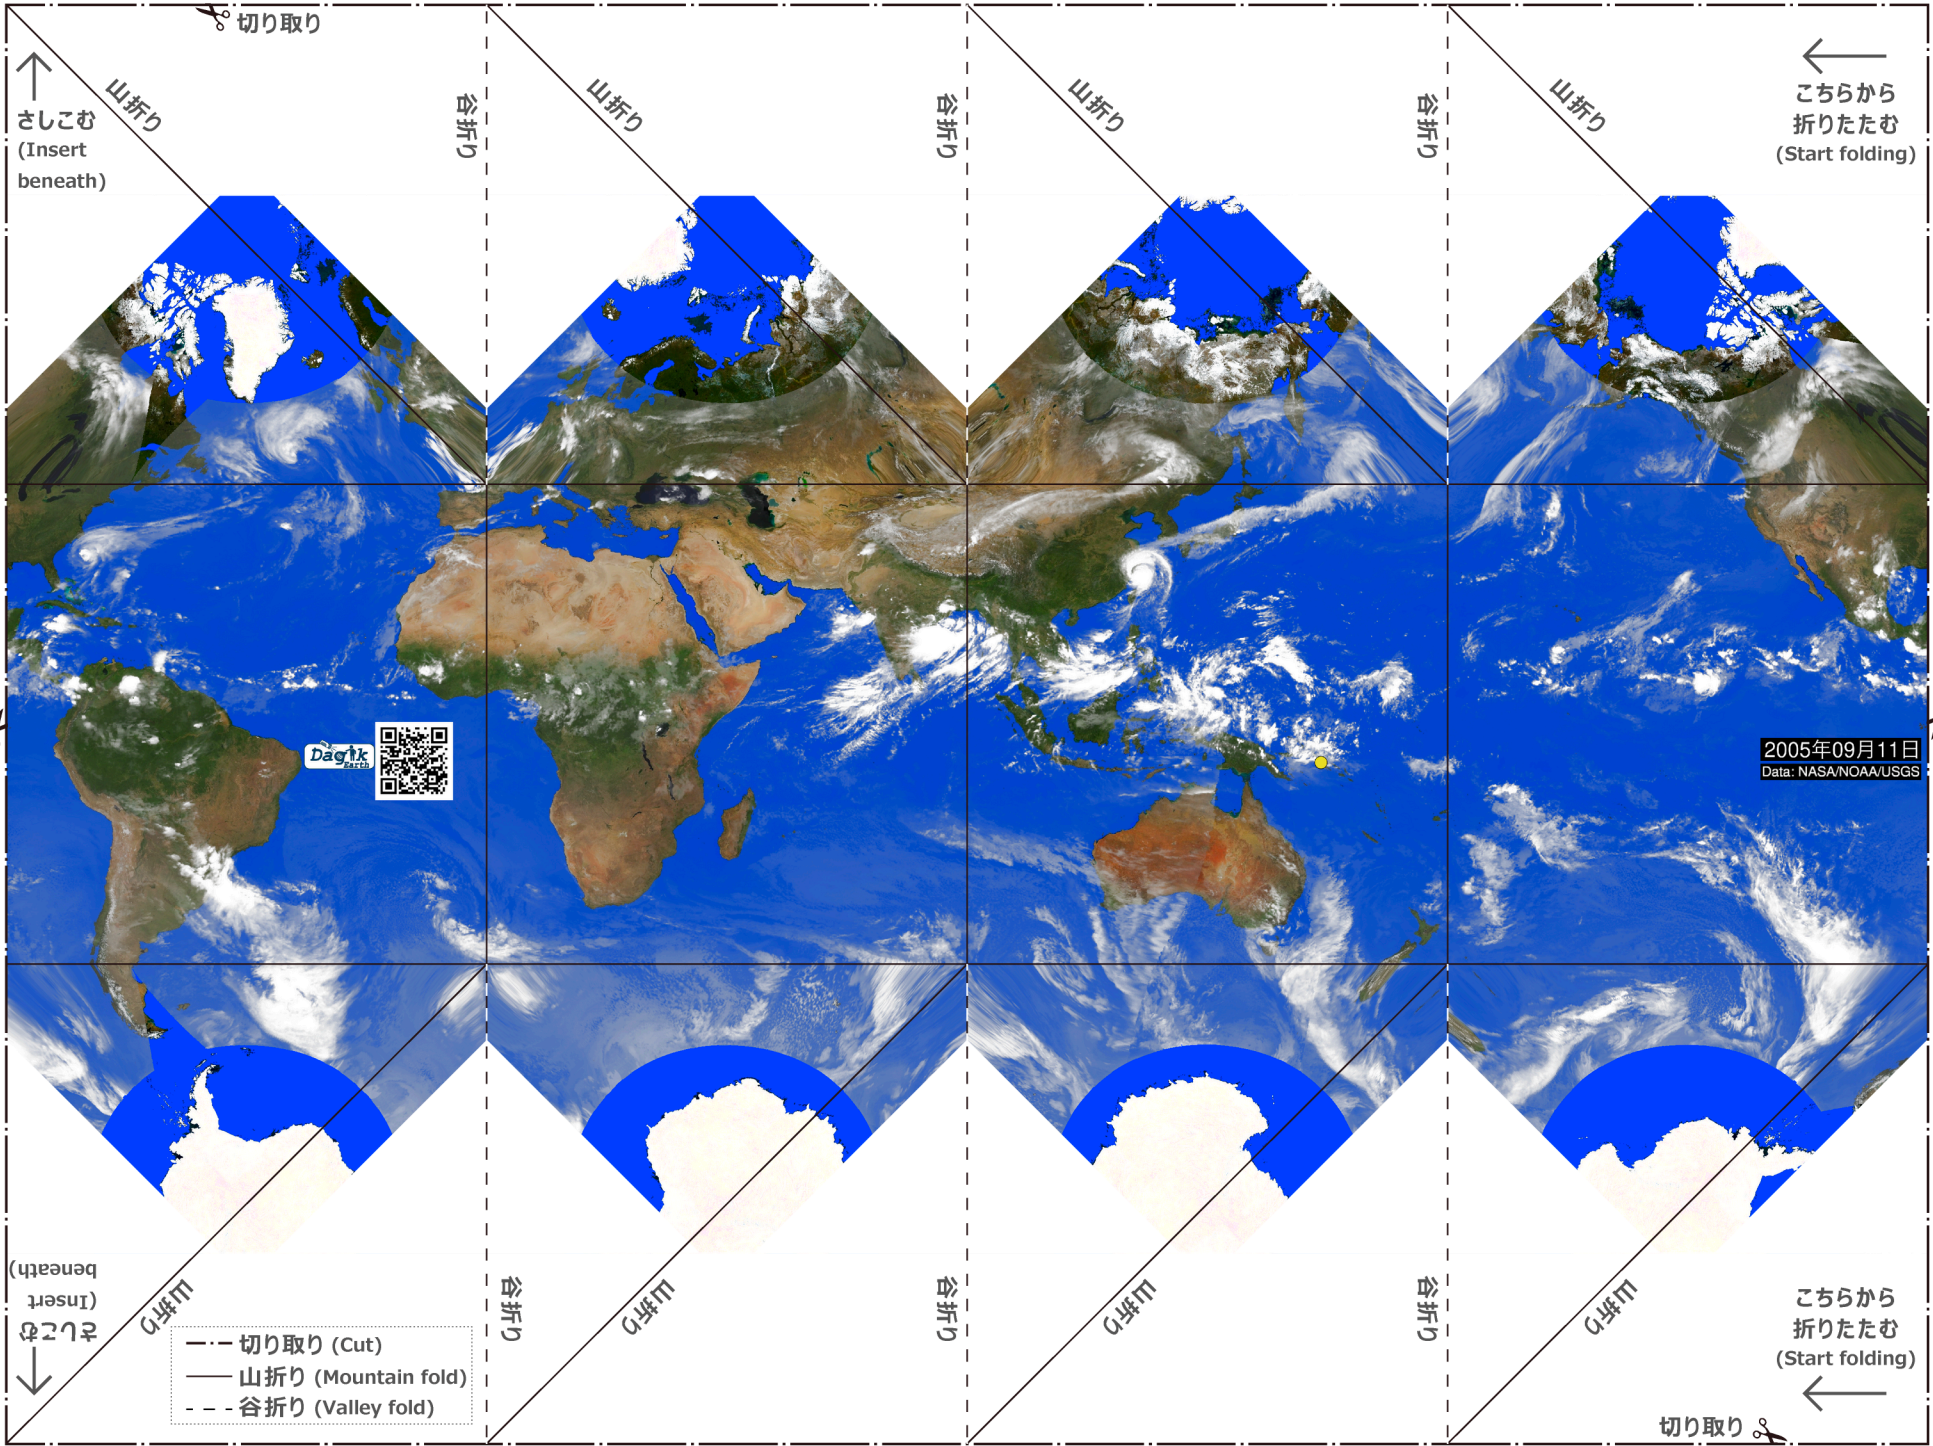 切り取り
さしこむ
(Insert
beneath)
山折り
谷折り
山折り
谷折り
山折り
谷折り
山折り
こちらから
折りたたむ
(Start folding)
Dagik
Earth
2005年09月11日
Data: NASA/NOAA/USGS
さしこむ
(Insert
beneath)
山折り
谷折り
山折り
谷折り
山折り
谷折り
山折り
こちらから
折りたたむ
(Start folding)
切り取り (Cut)
山折り (Mountain fold)
谷折り (Valley fold)
切り取り